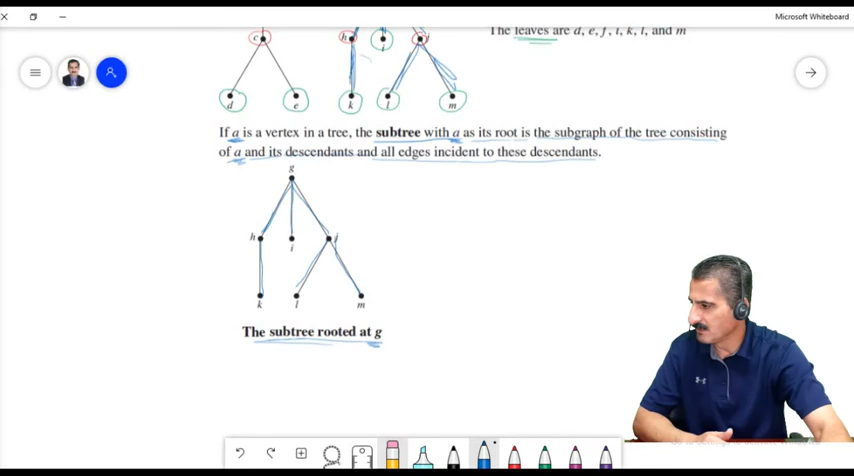 Microsoft Whiteboard
The leaves are d, e, f, i, k, l, and m
c h i j
d e k l m
If a is a vertex in a tree, the subtree with a as its root is the subgraph of the tree consisting
of a and its descendants and all edges incident to these descendants.
g
h i j
k l m
The subtree rooted at g